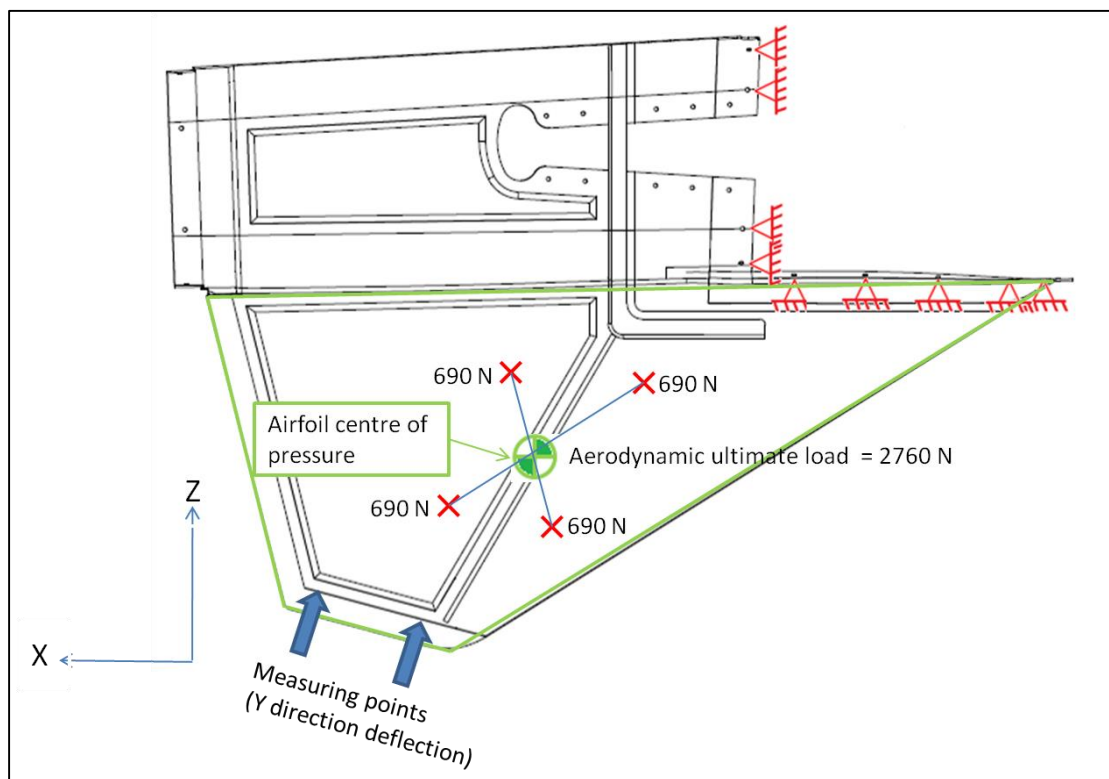 690 N
690 N
Airfoil centre of
pressure
Aerodynamic ultimate load  = 2760 N
690 N
690 N
Z
X
Measuring points
(Y direction deflection)